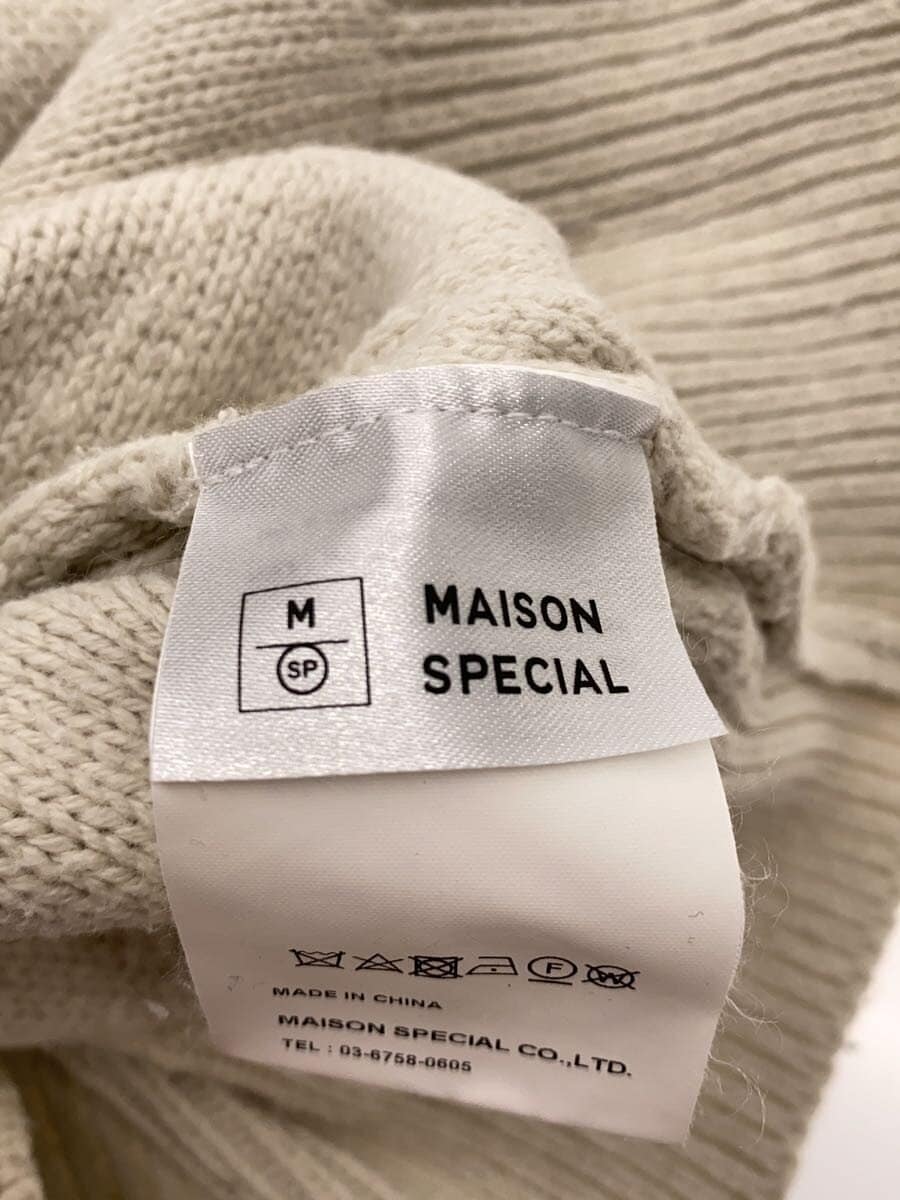 M
SP
MAISON
SPECIAL
F
W
MADE IN CHINA
MAISON SPECIAL CO.,LTD.
TEL : 03-6758-0605